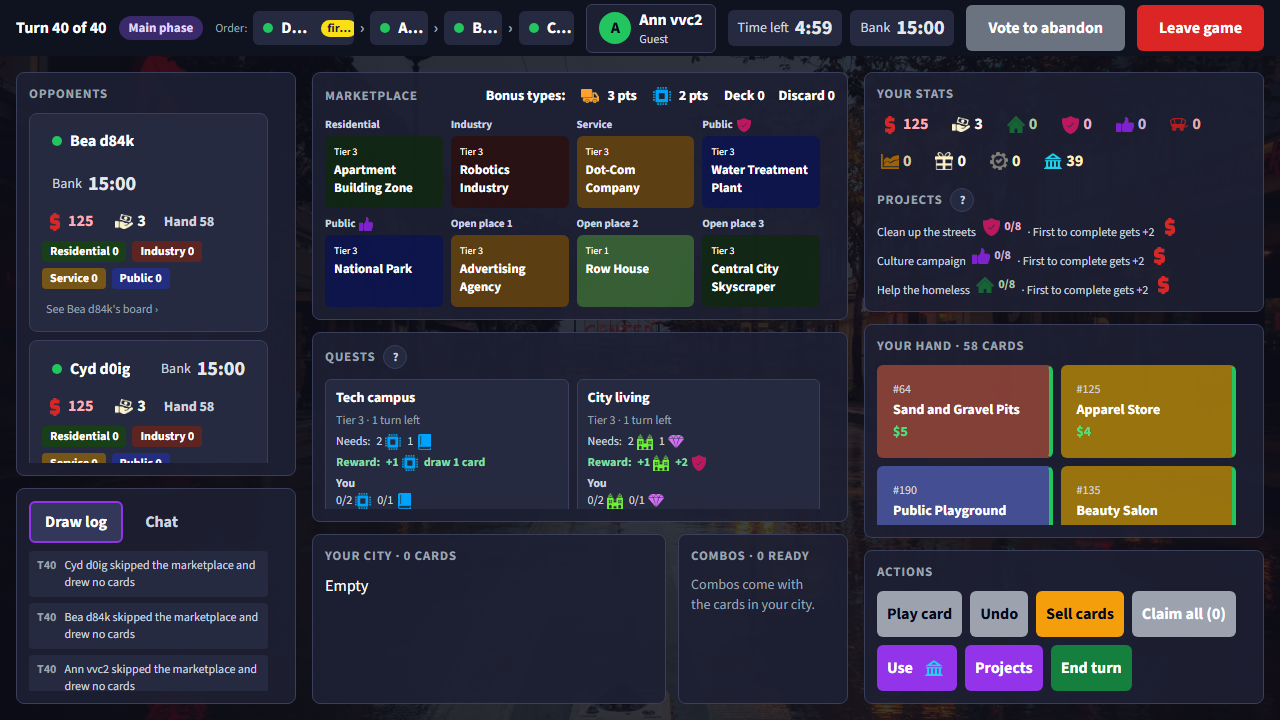 Turn 40 of 40
Main phase
Order:
D...
fir...
›
A...
›
B...
›
C...
A
Ann vvc2
Guest
Time left 4:59
Bank 15:00
Vote to abandon
Leave game
OPPONENTS
Bea d84k
Bank 15:00
125
3
Hand 58
Residential 0
Industry 0
Service 0
Public 0
See Bea d84k's board ›
Cyd d0ig
Bank 15:00
125
3
Hand 58
Residential 0
Industry 0
Service 0
Public 0
Draw log
Chat
T40 Cyd d0ig skipped the marketplace and
drew no cards
T40 Bea d84k skipped the marketplace and
drew no cards
T40 Ann vvc2 skipped the marketplace and
drew no cards
MARKETPLACE
Bonus types: 3 pts 2 pts Deck 0 Discard 0
Residential
Tier 3
Apartment
Building Zone
Industry
Tier 3
Robotics
Industry
Service
Tier 3
Dot-Com
Company
Public
Tier 3
Water Treatment
Plant
Public
Tier 3
National Park
Open place 1
Tier 3
Advertising
Agency
Open place 2
Tier 1
Row House
Open place 3
Tier 3
Central City
Skyscraper
QUESTS ?
Tech campus
Tier 3 · 1 turn left
Needs: 2 1
Reward: +1 draw 1 card
You
0/2 0/1
City living
Tier 3 · 1 turn left
Needs: 2 1
Reward: +1 +2
You
0/2 0/1
YOUR CITY · 0 CARDS
Empty
COMBOS · 0 READY
Combos come with
the cards in your city.
YOUR STATS
125 3 0 0 0 0
0 0 0 39
PROJECTS ?
Clean up the streets 0/8 · First to complete gets +2
Culture campaign 0/8 · First to complete gets +2
Help the homeless 0/8 · First to complete gets +2
YOUR HAND · 58 CARDS
#64
Sand and Gravel Pits
$5
#125
Apparel Store
$4
#190
Public Playground
#135
Beauty Salon
ACTIONS
Play card
Undo
Sell cards
Claim all (0)
Use
Projects
End turn